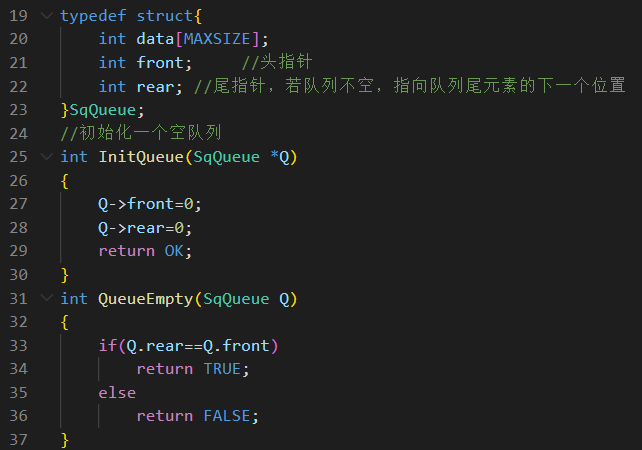 19 typedef struct{
20 int data[MAXSIZE];
21 int front; //头指针
22 int rear; //尾指针，若队列不空，指向队列尾元素的下一个位置
23 }SqQueue;
24 //初始化一个空队列
25 int InitQueue(SqQueue *Q)
26 {
27 Q->front=0;
28 Q->rear=0;
29 return OK;
30 }
31 int QueueEmpty(SqQueue Q)
32 {
33 if(Q.rear==Q.front)
34 return TRUE;
35 else
36 return FALSE;
37 }